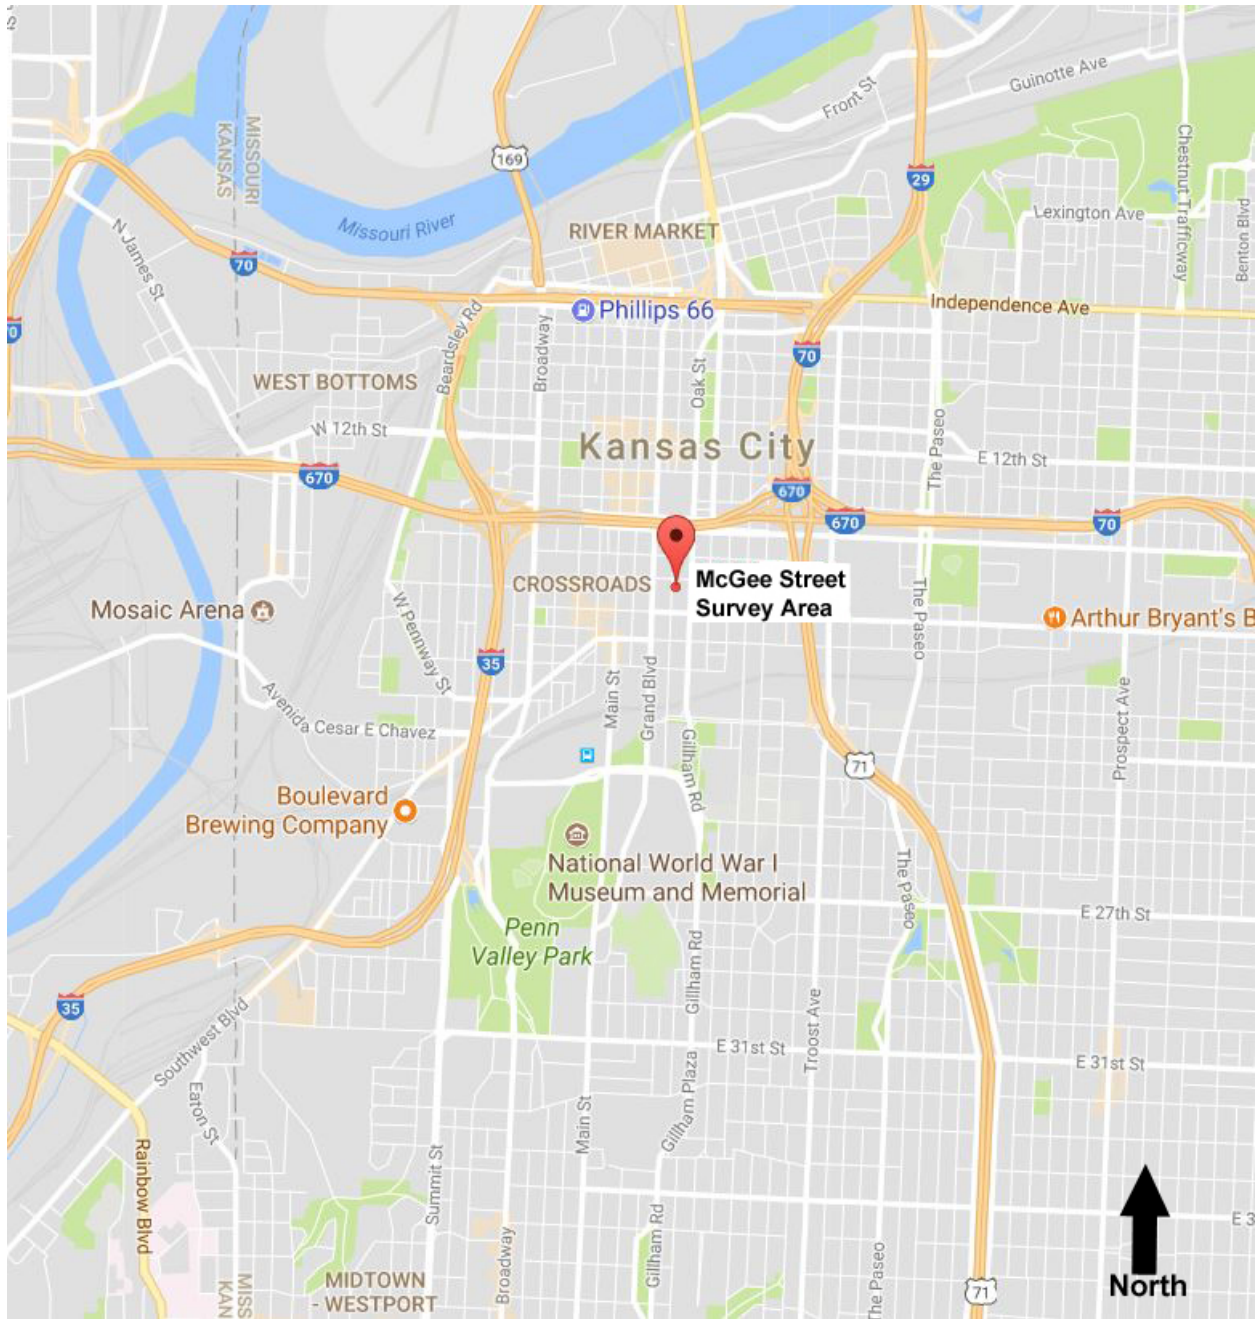 169
Front St
Guinotte Ave
MISSOURI
KANSAS
Chestnut Trafficway
29
Missouri River
RIVER MARKET
Lexington Ave
Benton Blvd
N James St
70
Phillips 66
Independence Ave
Beardsley Rd
Broadway
70
Oak St
WEST BOTTOMS
W 12th St
Kansas City
The Paseo
E 12th St
670
670
670
70
CROSSROADS
McGee Street
Survey Area
Mosaic Arena
W Pennway St
The Paseo
Arthur Bryant's B
35
Avenida Cesar E Chavez
Main St
Grand Blvd
Gillham Rd
Prospect Ave
71
Boulevard
Brewing Company
National World War I
Museum and Memorial
The Paseo
E 27th St
Penn
Valley Park
Gillham Rd
Troost Ave
35
Southwest Blvd
E 31st St
E 31st St
Eaton St
Main St
Gillham Plaza
Rainbow Blvd
Summit St
Broadway
Gillham Rd
The Paseo
E 3
MISS
KAN
MIDTOWN
- WESTPORT
71
North